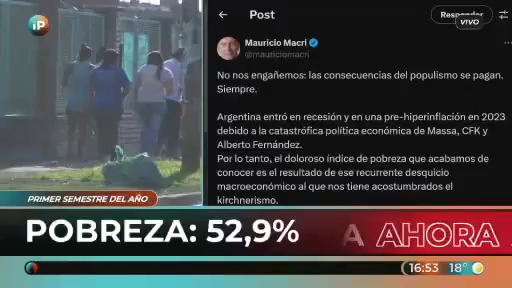 iP
Post
Responder
VIVO
Mauricio Macri
@mauriciomacri
No nos engañemos: las consecuencias del populismo se pagan.
Siempre.
Argentina entró en recesión y en una pre-hiperinflación en 2023
debido a la catastrófica política económica de Massa, CFK y
Alberto Fernández.
Por lo tanto, el doloroso índice de pobreza que acabamos de
conocer es el resultado de ese recurrente desquicio
macroeconómico al que nos tiene acostumbrados el
kirchnerismo.
PRIMER SEMESTRE DEL AÑO
POBREZA: 52,9%
A AHORA
16:53 18°